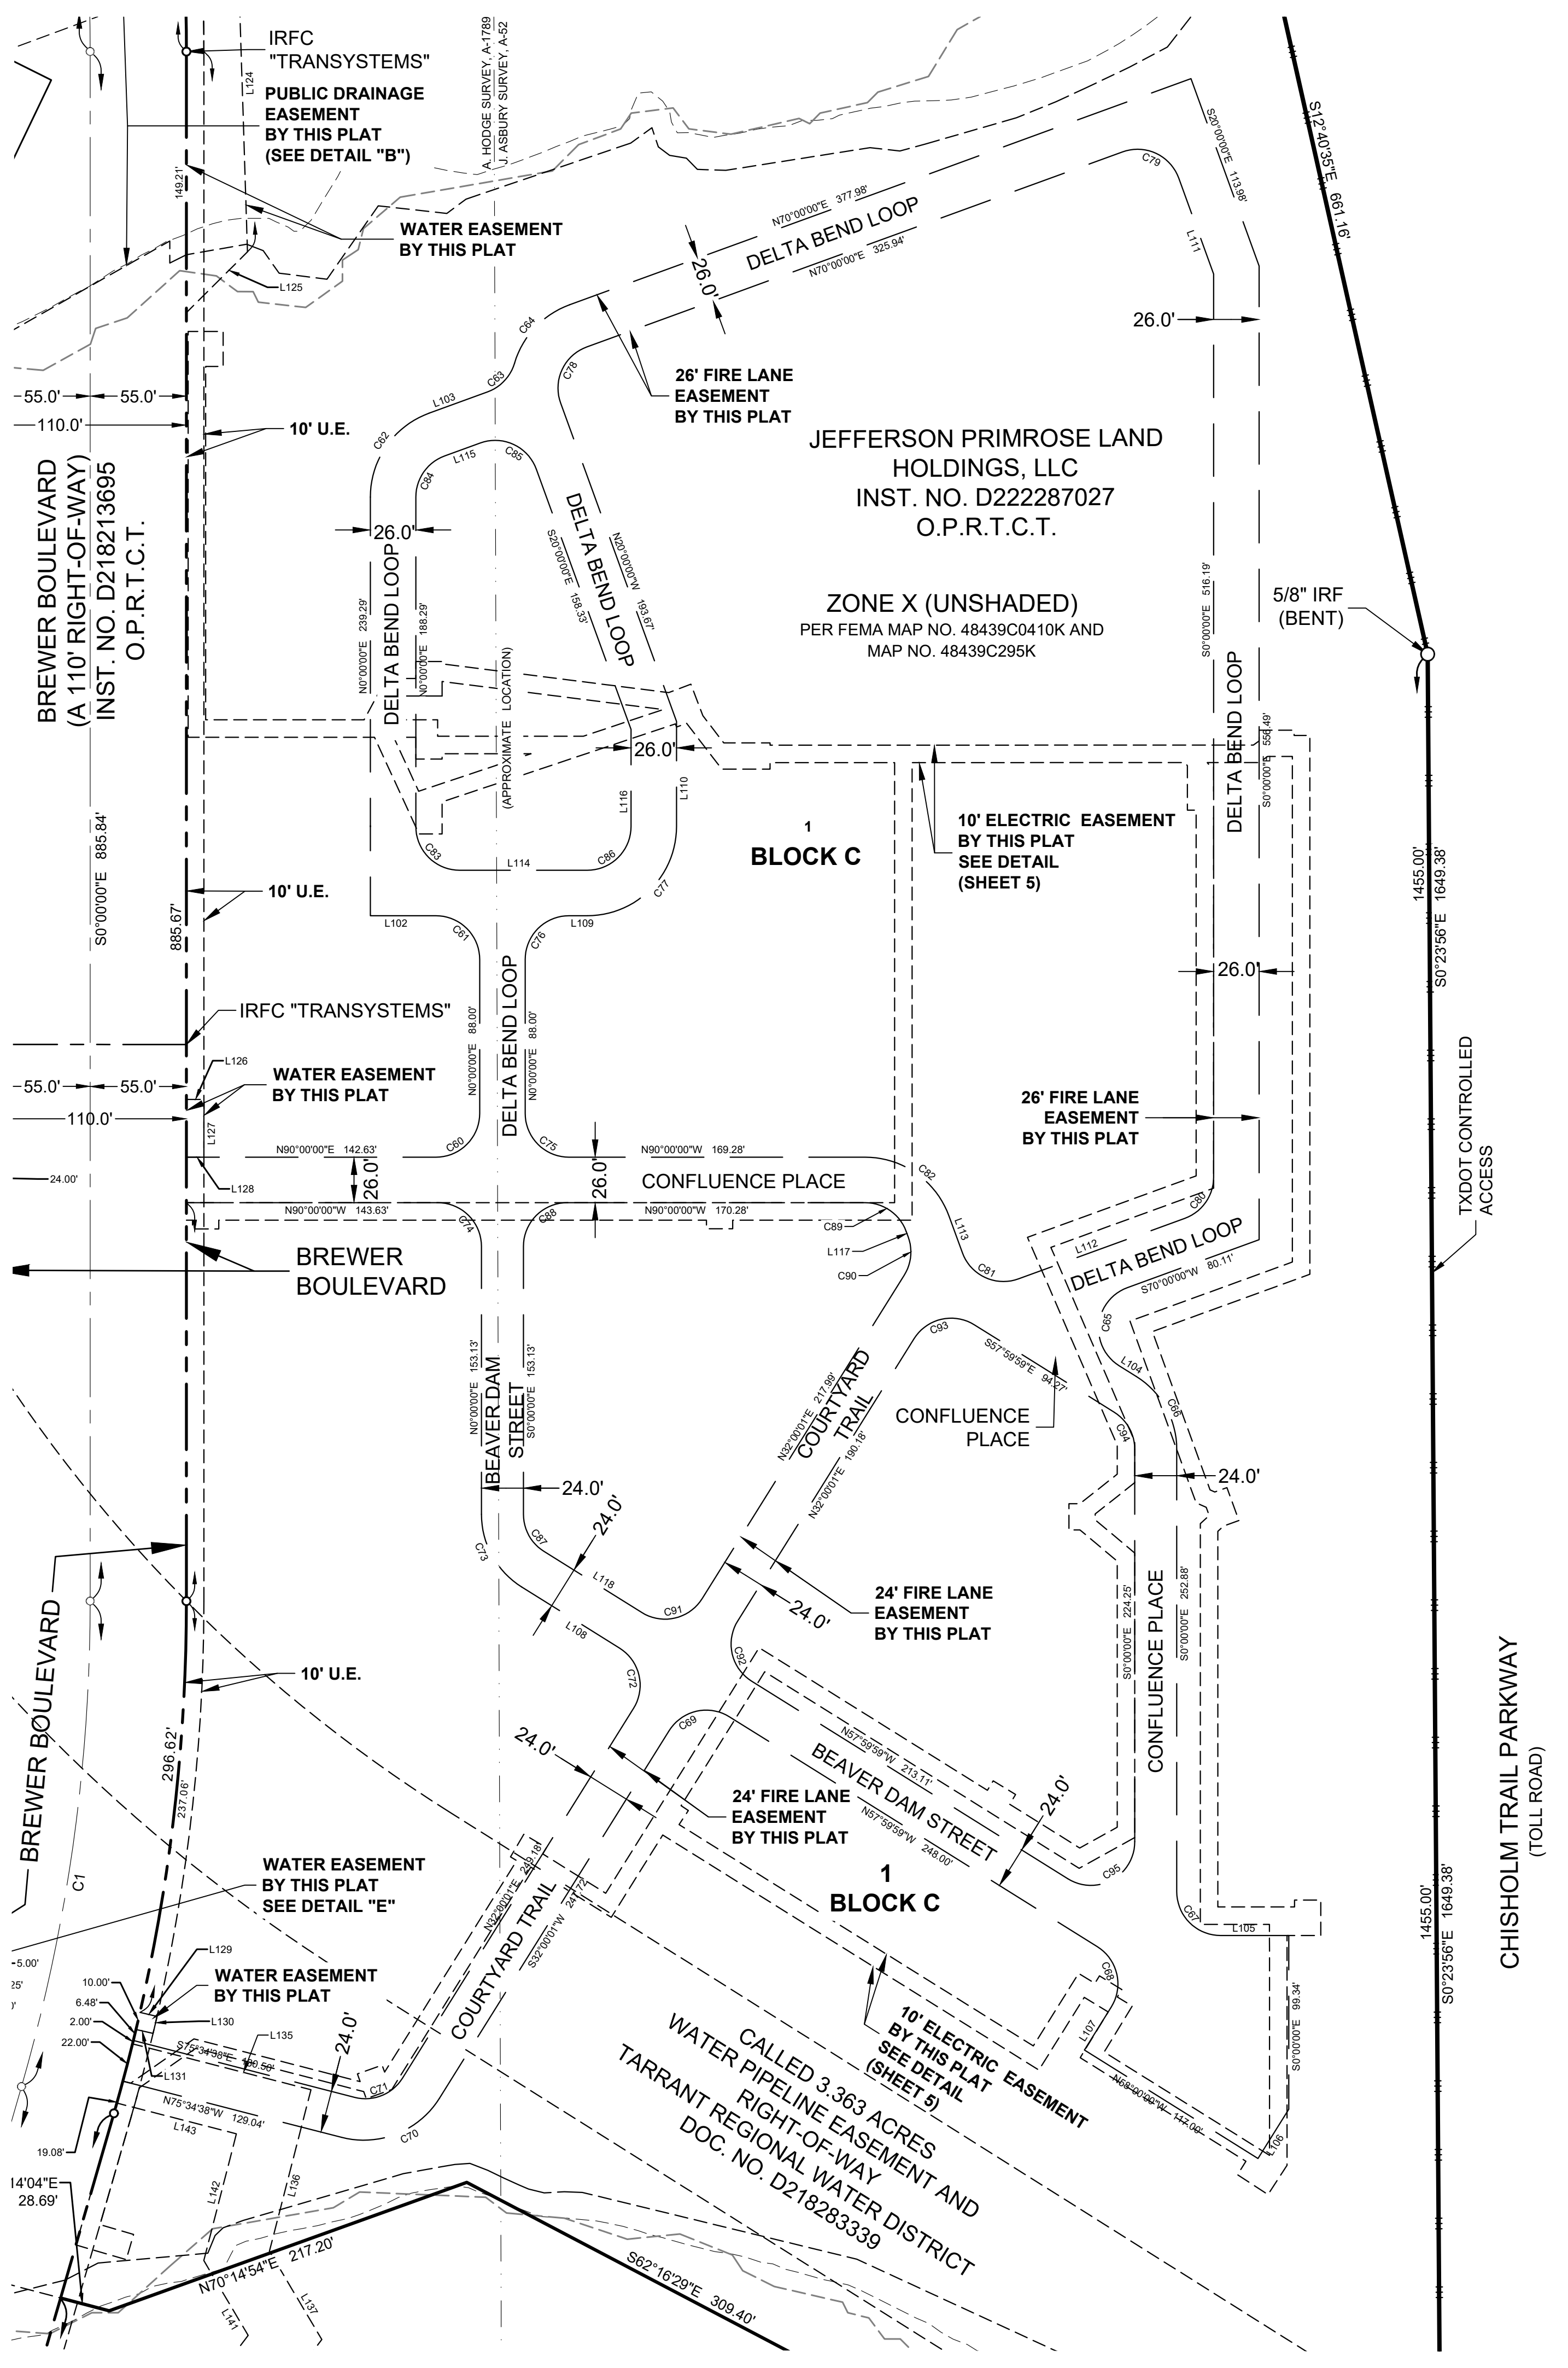 IRFC
"TRANSYSTEMS"
A. HODGE SURVEY, A-1789
J. ASBURY SURVEY, A-52
L124
PUBLIC DRAINAGE
EASEMENT
BY THIS PLAT
(SEE DETAIL "B")
149.21'
WATER EASEMENT
BY THIS PLAT
L125
S12°40'35"E 661.16'
S20°00'00"E 113.98'
C79
L111
N70°00'00"E 377.98'
DELTA BEND LOOP
N70°00'00"E 325.94'
26.0'
26.0'
C64
C63
C78
L103
C62
L115
C85
C84
26' FIRE LANE
EASEMENT
BY THIS PLAT
55.0'
55.0'
110.0'
10' U.E.
JEFFERSON PRIMROSE LAND
HOLDINGS, LLC
INST. NO. D222287027
O.P.R.T.C.T.
BREWER BOULEVARD
(A 110' RIGHT-OF-WAY)
INST. NO. D218213695
O.P.R.T.C.T.
26.0'
DELTA BEND LOOP
N0°00'00"E 239.29'
N0°00'00"E 188.29'
DELTA BEND LOOP
S20°00'00"E 158.33'
N20°00'00"W 193.67'
ZONE X (UNSHADED)
PER FEMA MAP NO. 48439C0410K AND
MAP NO. 48439C295K
S0°00'00"E 516.19'
5/8" IRF
(BENT)
DELTA BEND LOOP
S0°00'00"E 556.49'
(APPROXIMATE LOCATION)
26.0'
L110
L116
C83
L114
C86
C77
1
BLOCK C
10' ELECTRIC EASEMENT
BY THIS PLAT
SEE DETAIL
(SHEET 5)
S0°00'00"E 885.84'
885.67'
10' U.E.
L102
C61
C76
L109
1455.00'
S0°23'56"E 1649.38'
26.0'
IRFC "TRANSYSTEMS"
DELTA BEND LOOP
N0°00'00"E 88.00'
N0°00'00"E 88.00'
L126
55.0'
55.0'
110.0'
WATER EASEMENT
BY THIS PLAT
L127
26' FIRE LANE
EASEMENT
BY THIS PLAT
TXDOT CONTROLLED
ACCESS
24.00'
L128
N90°00'00"E 142.63'
C60
C75
N90°00'00"W 169.28'
26.0'
26.0'
CONFLUENCE PLACE
C82
N90°00'00"W 143.63'
C74
C88
N90°00'00"W 170.28'
C89
L117
C90
L113
C81
C80
L112
DELTA BEND LOOP
S70°00'00"W 80.11'
BREWER
BOULEVARD
C65
L104
C66
C93
S57°59'59"E 94.27'
N0°00'00"E 153.13'
BEAVER DAM
STREET
S0°00'00"E 153.13'
N32°00'01"E 217.99'
COURTYARD
TRAIL
N32°00'01"E 190.18'
CONFLUENCE
PLACE
C94
24.0'
24.0'
24.0'
C73
C87
L118
L108
C91
24.0'
24' FIRE LANE
EASEMENT
BY THIS PLAT
C92
C72
S0°00'00"E 224.25'
CONFLUENCE PLACE
S0°00'00"E 252.88'
BREWER BOULEVARD
10' U.E.
296.62'
237.06'
C1
24.0'
C69
N57°59'59"W
213.11'
BEAVER DAM STREET
N57°59'59"W 248.00'
24.0'
C95
24' FIRE LANE
EASEMENT
BY THIS PLAT
1
BLOCK C
CHISHOLM TRAIL PARKWAY
(TOLL ROAD)
WATER EASEMENT
BY THIS PLAT
SEE DETAIL "E"
N32°00'01"E 249.18'
COURTYARD TRAIL
S32°00'01"W 247.72'
C67
L105
C68
1455.00'
S0°23'56"E 1649.38'
L129
5.00'
25'
WATER EASEMENT
BY THIS PLAT
10.00'
6.48'
2.00'
22.00'
L130
L135
L131
24.0'
C71
N75°34'38"W 129.04'
L143
C70
19.08'
L142
L136
14'04"E
28.69'
N70°14'54"E 217.20'
L141
L137
S62°16'29"E 309.40'
CALLED 3.363 ACRES
WATER PIPELINE EASEMENT AND
RIGHT-OF-WAY
TARRANT REGIONAL WATER DISTRICT
DOC. NO. D218283339
10' ELECTRIC EASEMENT
BY THIS PLAT
SEE DETAIL
(SHEET 5)
L107
N58°00'00"W 117.00'
L106
S0°00'00"E 99.34'